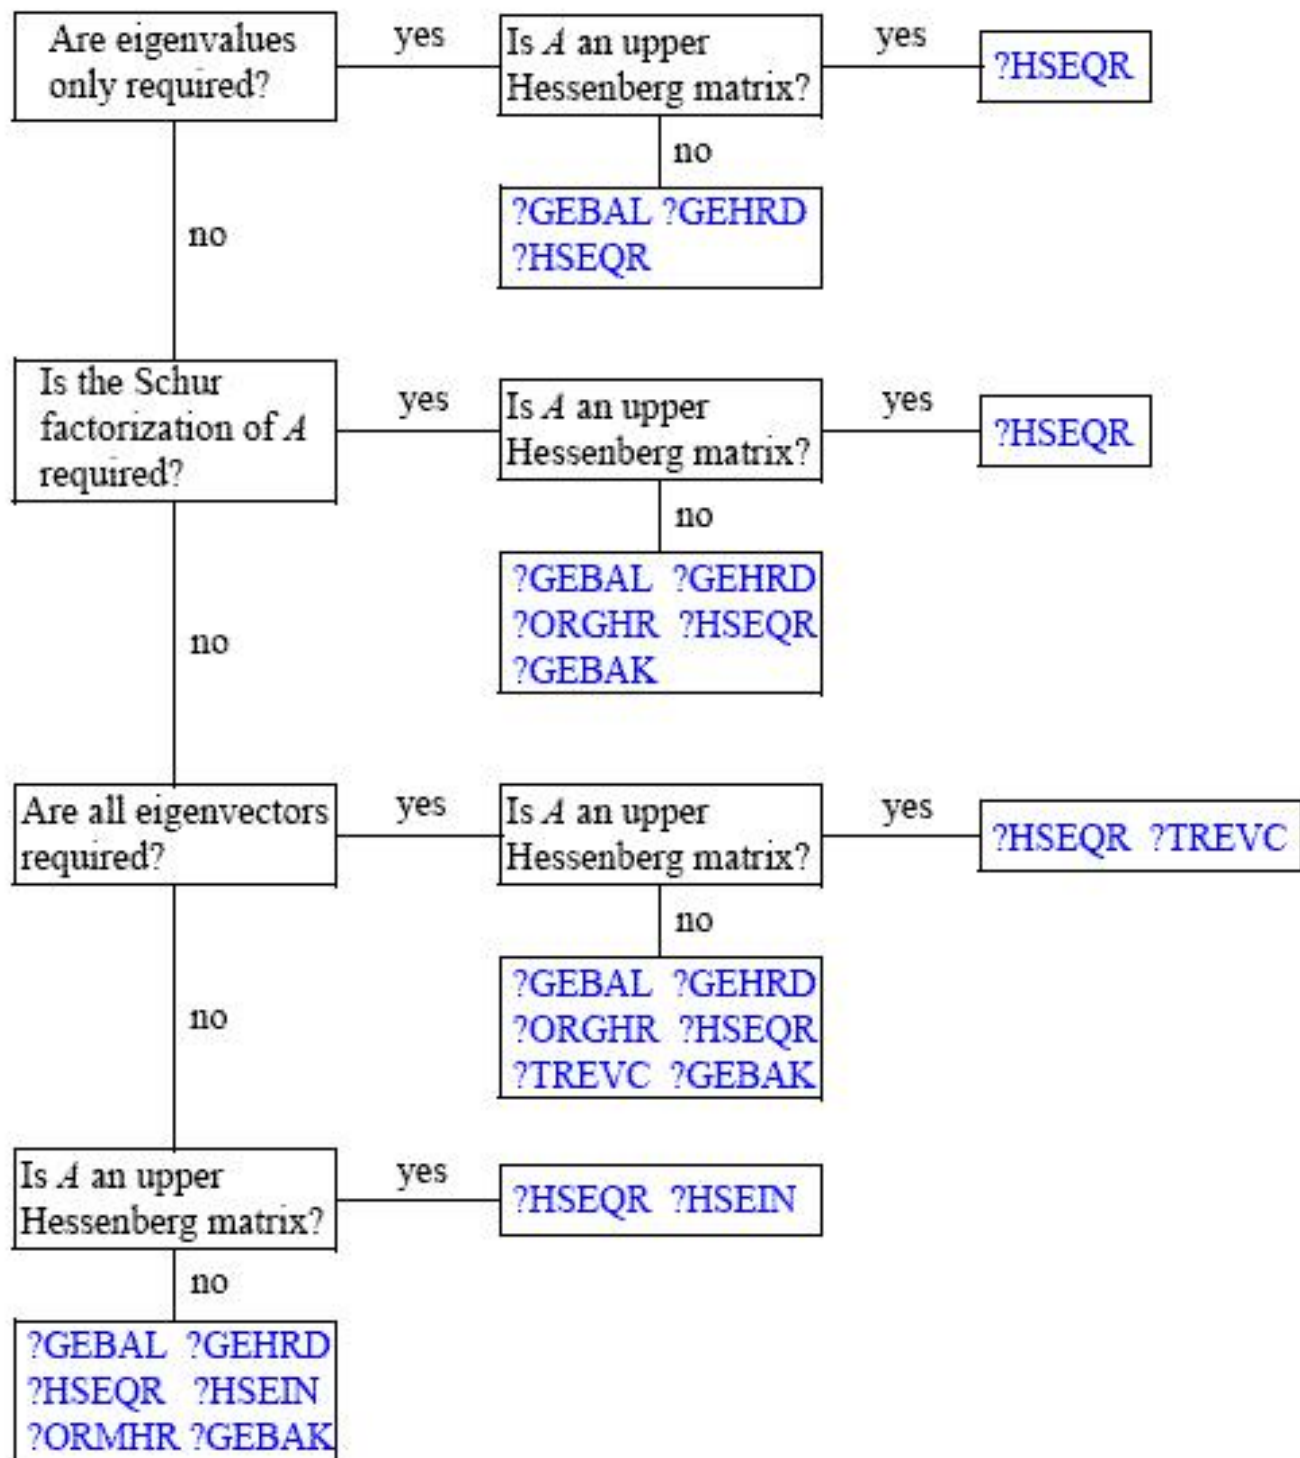 Are eigenvalues
only required?
yes
Is A an upper
Hessenberg matrix?
yes
?HSEQR
no
?GEBAL ?GEHRD
?HSEQR
no
Is the Schur
factorization of A
required?
yes
Is A an upper
Hessenberg matrix?
yes
?HSEQR
no
?GEBAL ?GEHRD
?ORGHR ?HSEQR
?GEBAK
no
Are all eigenvectors
required?
yes
Is A an upper
Hessenberg matrix?
yes
?HSEQR ?TREVC
no
?GEBAL ?GEHRD
?ORGHR ?HSEQR
?TREVC ?GEBAK
no
Is A an upper
Hessenberg matrix?
yes
?HSEQR ?HSEIN
no
?GEBAL ?GEHRD
?HSEQR ?HSEIN
?ORMHR ?GEBAK